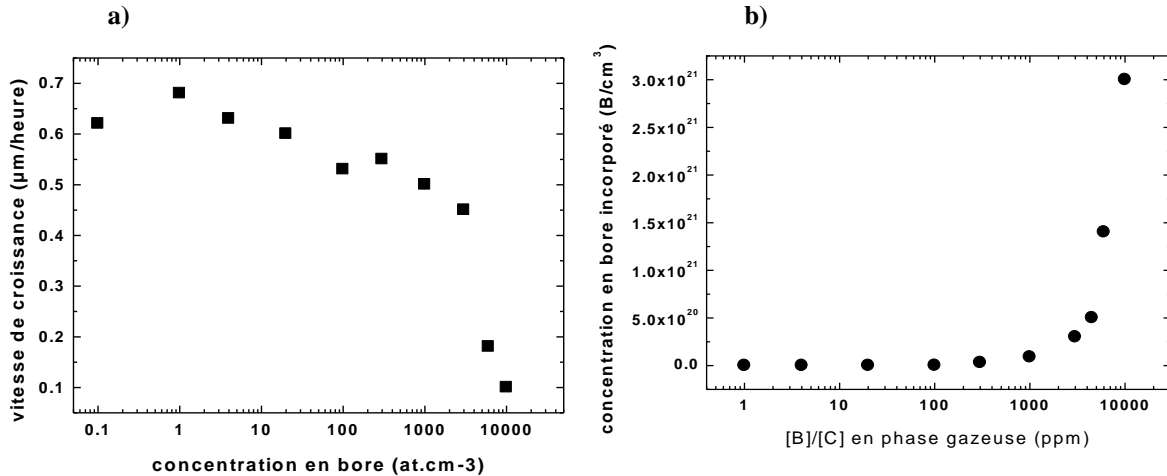 a)
vitesse de croissance (µm/heure)
0.7
0.6
0.5
0.4
0.3
0.2
0.1
0.1 1 10 100 1000 10000
concentration en bore (at.cm-3)
b)
concentration en bore incorporé (B/cm³)
3.0x10²¹
2.5x10²¹
2.0x10²¹
1.5x10²¹
1.0x10²¹
5.0x10²⁰
0.0
1 10 100 1000 10000
[B]/[C] en phase gazeuse (ppm)